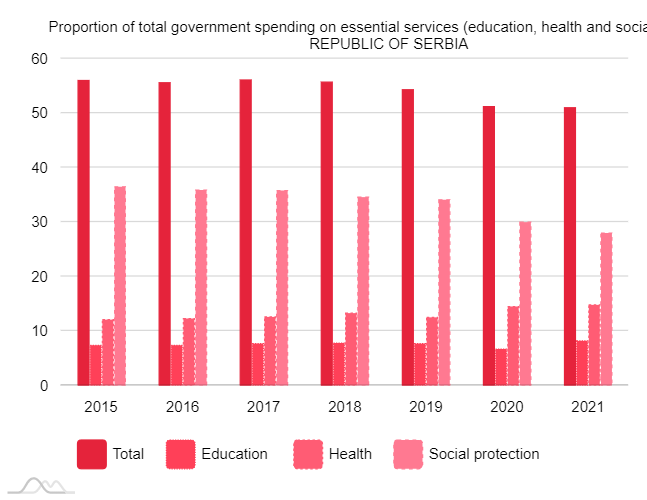 Proportion of total government spending on essential services (education, health and socia
REPUBLIC OF SERBIA
60
50
40
30
20
10
0
2015 2016 2017 2018 2019 2020 2021
Total Education Health Social protection